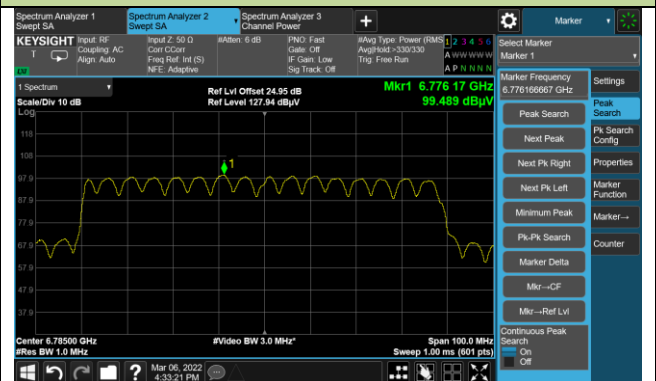 Spectrum Analyzer 1
Swept SA
Spectrum Analyzer 2
Swept SA
Spectrum Analyzer 3
Channel Power
Marker
KEYSIGHT
Input: RF
Coupling: AC
Align: Auto
Input Z: 50 Ω
Corr CCorr
Freq Ref: Int (S)
NFE: Adaptive
#Atten: 6 dB
PNO: Fast
Gate: Off
IF Gain: Low
Sig Track: Off
#Avg Type: Power (RMS
Avg|Hold:>330/330
Trig: Free Run
1 2 3 4 5 6
A W W W W W
A P N N N N
Select Marker
Marker 1
1 Spectrum
Scale/Div 10 dB
Log
Ref Lvl Offset 24.95 dB
Ref Level 127.94 dBµV
Mkr1 6.776 17 GHz
99.489 dBµV
118
108
97.9
87.9
77.9
67.9
57.9
47.9
37.9
1
Center 6.78500 GHz
#Res BW 1.0 MHz
#Video BW 3.0 MHz*
Span 100.0 MHz
Sweep 1.00 ms (601 pts)
Marker Frequency
6.776166667 GHz
Peak Search
Next Peak
Next Pk Right
Next Pk Left
Minimum Peak
Pk-Pk Search
Marker Delta
Mkr→CF
Mkr→Ref Lvl
Continuous Peak
Search
On
Off
Settings
Peak
Search
Pk Search
Config
Properties
Marker
Function
Marker→
Counter
Mar 06, 2022
4:33:21 PM